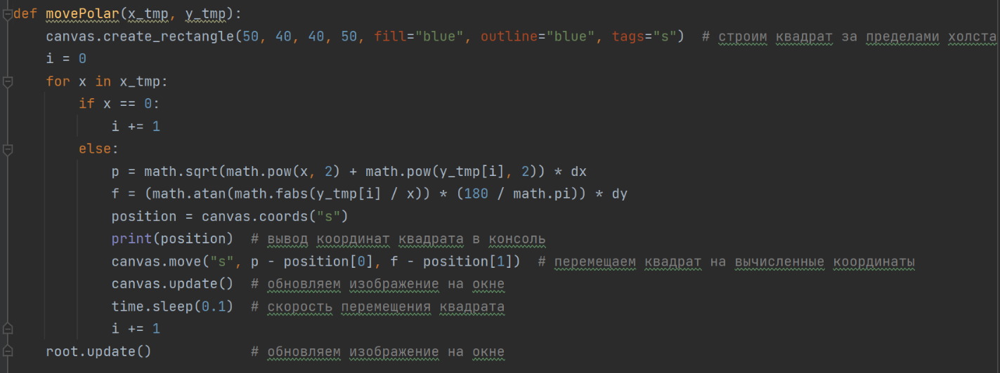 def movePolar(x_tmp, y_tmp):
    canvas.create_rectangle(50, 40, 40, 50, fill="blue", outline="blue", tags="s")  # строим квадрат за пределами холста
    i = 0
    for x in x_tmp:
        if x == 0:
            i += 1
        else:
            p = math.sqrt(math.pow(x, 2) + math.pow(y_tmp[i], 2)) * dx
            f = (math.atan(math.fabs(y_tmp[i] / x)) * (180 / math.pi)) * dy
            position = canvas.coords("s")
            print(position)  # вывод координат квадрата в консоль
            canvas.move("s", p - position[0], f - position[1])  # перемещаем квадрат на вычисленные координаты
            canvas.update()  # обновляем изображение на окне
            time.sleep(0.1)  # скорость перемещения квадрата
            i += 1
    root.update()            # обновляем изображение на окне